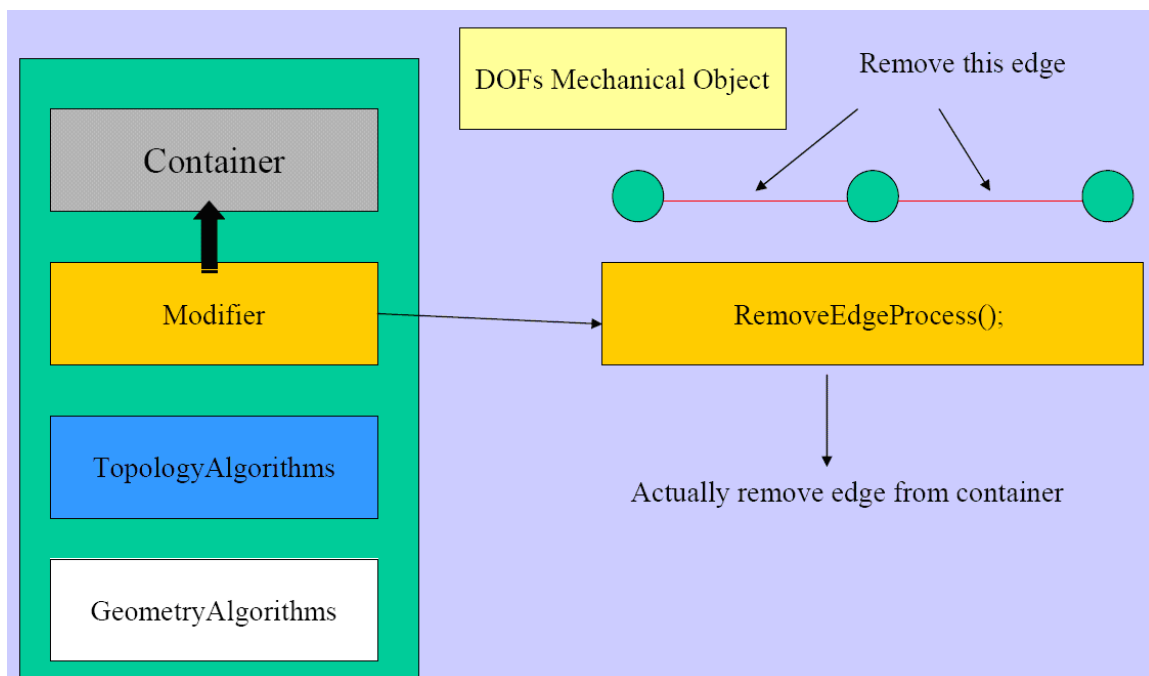 Container
Modifier
TopologyAlgorithms
GeometryAlgorithms
DOFs Mechanical Object
Remove this edge
RemoveEdgeProcess();
Actually remove edge from container